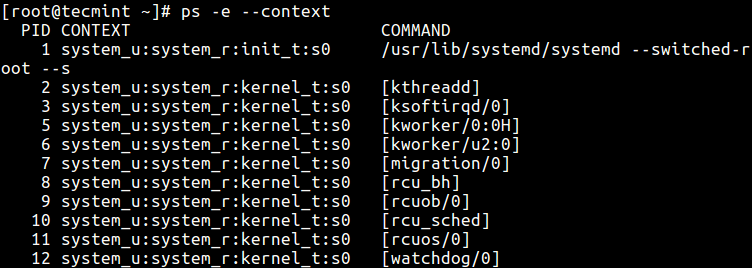 [root@tecmint ~]# ps -e --context
PID CONTEXT COMMAND
1 system_u:system_r:init_t:s0 /usr/lib/systemd/systemd --switched-r
oot --s
2 system_u:system_r:kernel_t:s0 [kthreadd]
3 system_u:system_r:kernel_t:s0 [ksoftirqd/0]
5 system_u:system_r:kernel_t:s0 [kworker/0:0H]
6 system_u:system_r:kernel_t:s0 [kworker/u2:0]
7 system_u:system_r:kernel_t:s0 [migration/0]
8 system_u:system_r:kernel_t:s0 [rcu_bh]
9 system_u:system_r:kernel_t:s0 [rcuob/0]
10 system_u:system_r:kernel_t:s0 [rcu_sched]
11 system_u:system_r:kernel_t:s0 [rcuos/0]
12 system_u:system_r:kernel_t:s0 [watchdog/0]